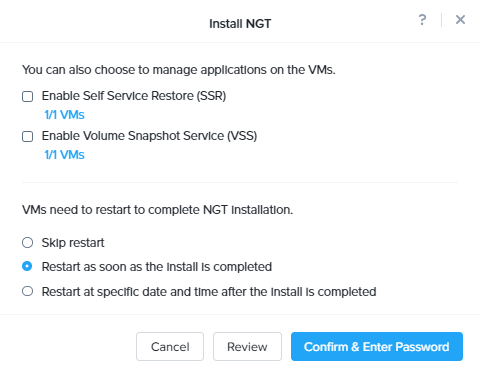 Install NGT
?
You can also choose to manage applications on the VMs.
Enable Self Service Restore (SSR)
1/1 VMs
Enable Volume Snapshot Service (VSS)
1/1 VMs
VMs need to restart to complete NGT installation.
Skip restart
Restart as soon as the install is completed
Restart at specific date and time after the install is completed
Cancel
Review
Confirm & Enter Password